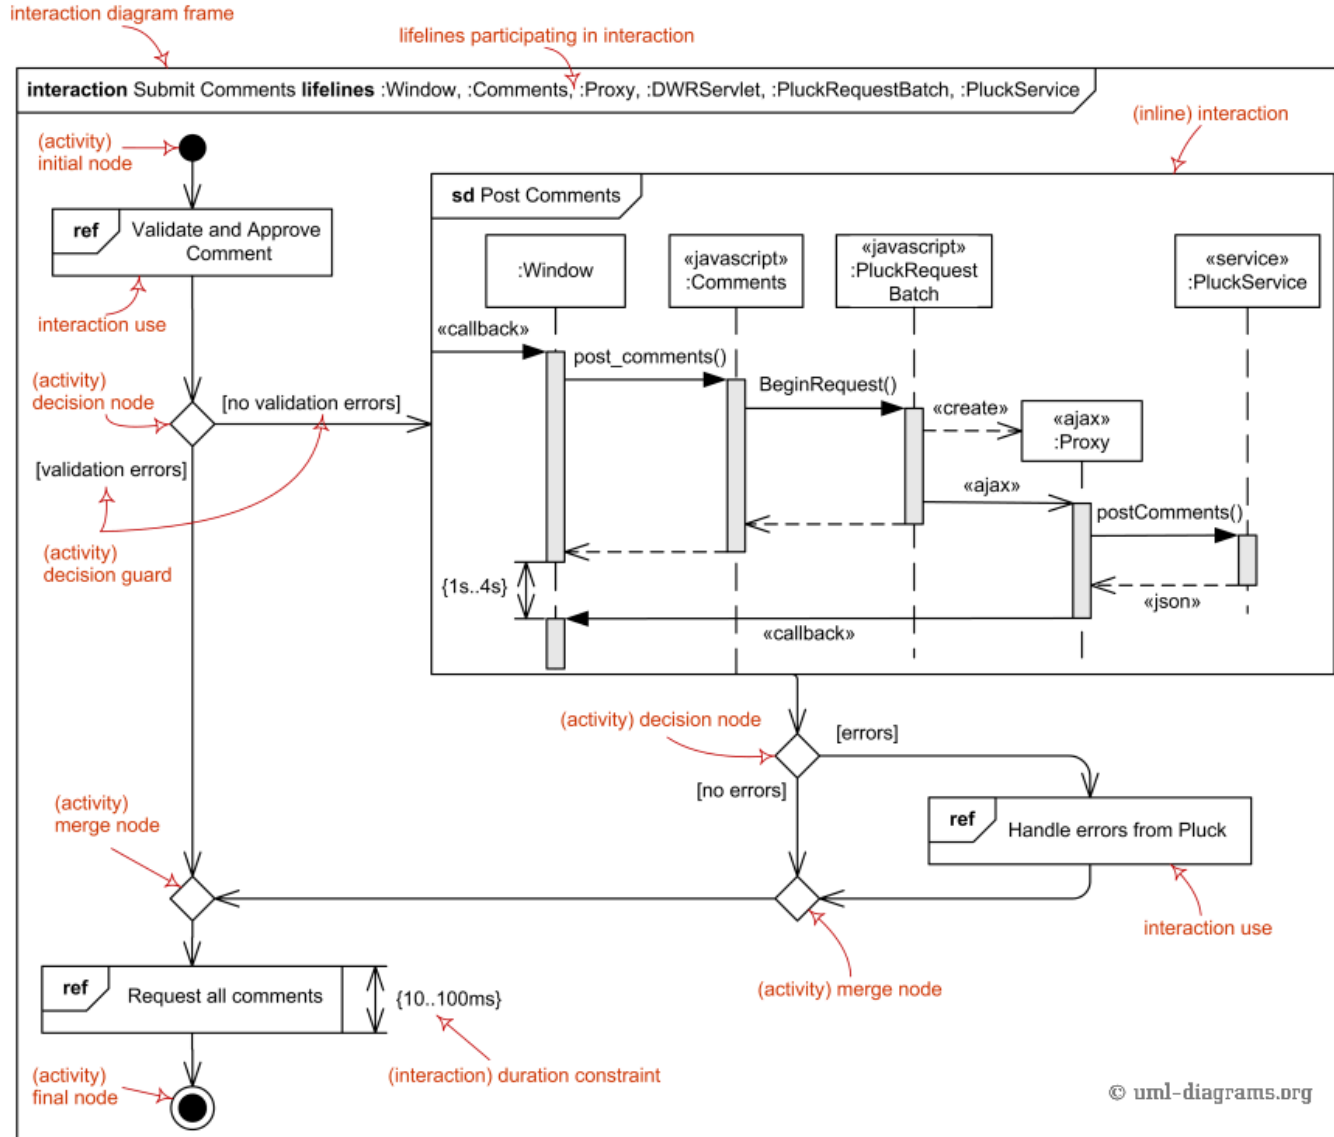 interaction diagram frame
lifelines participating in interaction
interaction Submit Comments lifelines :Window, :Comments, :Proxy, :DWRServlet, :PluckRequestBatch, :PluckService
(inline) interaction
(activity)
initial node
sd Post Comments
ref
Validate and Approve
Comment
:Window
«javascript»
:Comments
«javascript»
:PluckRequest
Batch
«service»
:PluckService
interaction use
«callback»
post_comments()
BeginRequest()
(activity)
decision node
[no validation errors]
«create»
«ajax»
:Proxy
[validation errors]
«ajax»
postComments()
(activity)
decision guard
{1s..4s}
«json»
«callback»
(activity) decision node
[errors]
[no errors]
(activity)
merge node
ref
Handle errors from Pluck
interaction use
ref
Request all comments
{10..100ms}
(activity) merge node
(interaction) duration constraint
(activity)
final node
© uml-diagrams.org